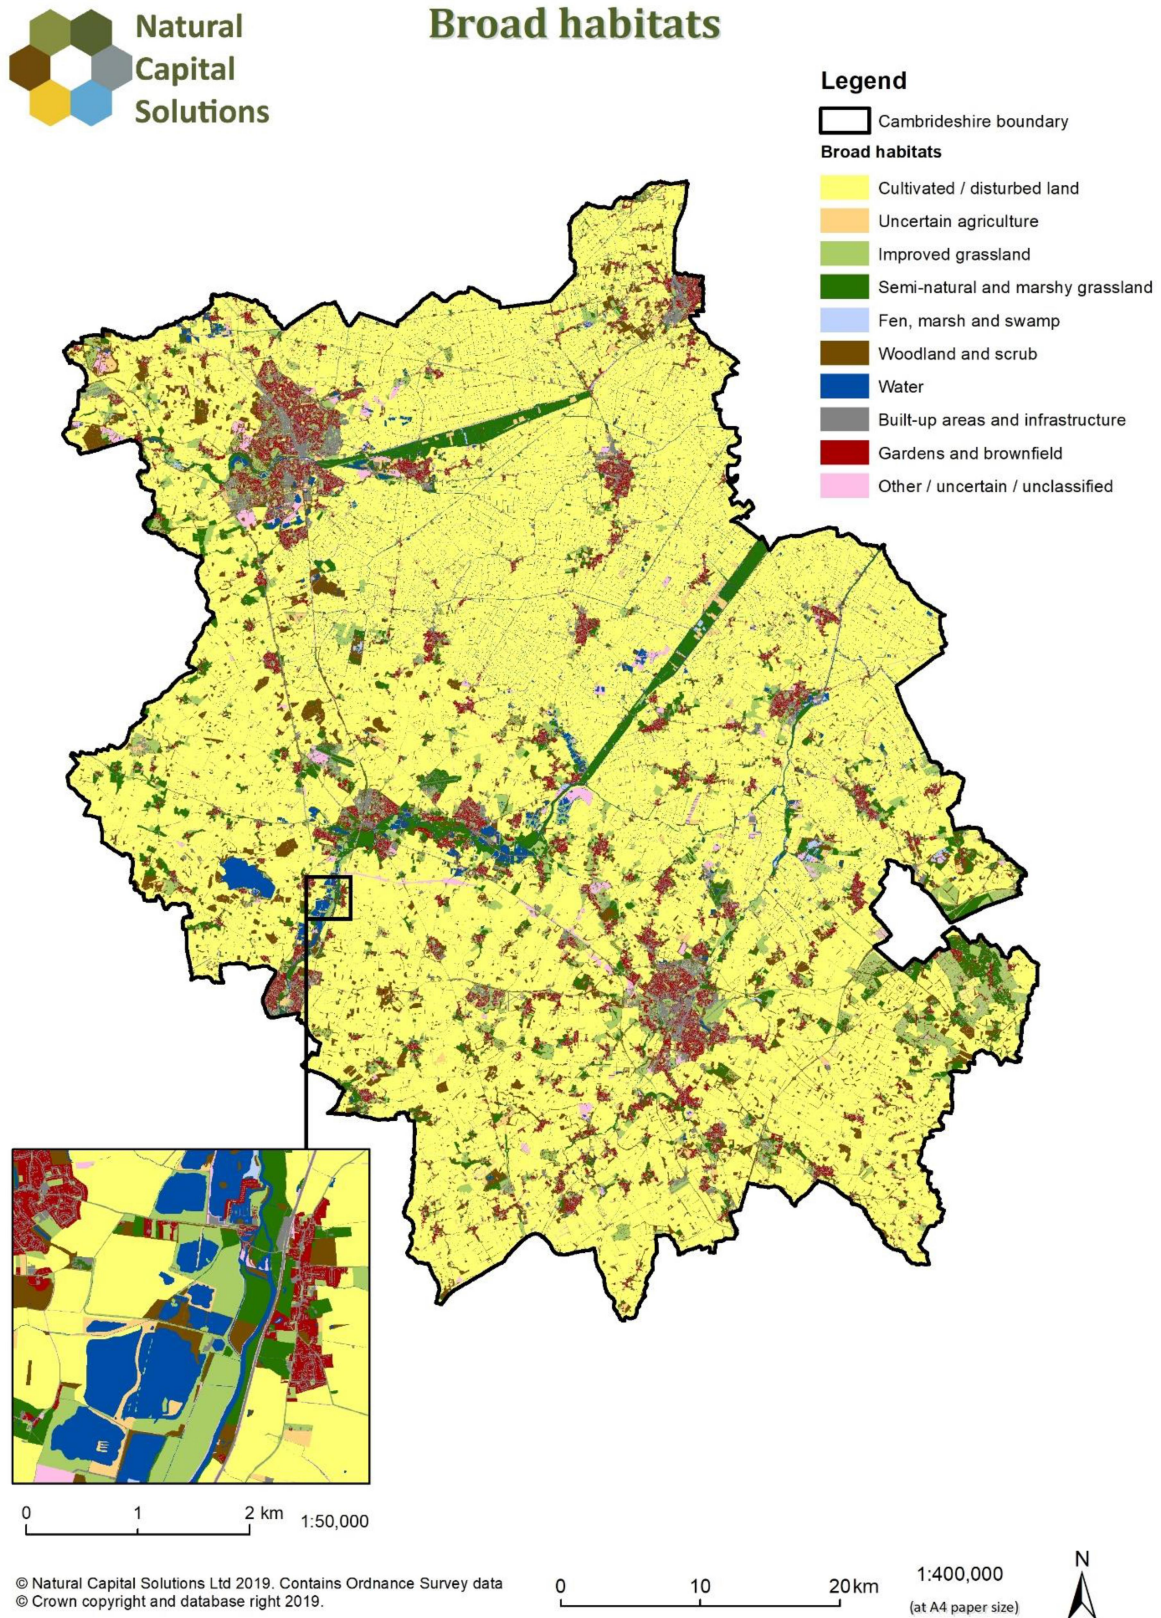 Natural
Capital
Solutions
Broad habitats
Legend
Cambrideshire boundary
Broad habitats
Cultivated / disturbed land
Uncertain agriculture
Improved grassland
Semi-natural and marshy grassland
Fen, marsh and swamp
Woodland and scrub
Water
Built-up areas and infrastructure
Gardens and brownfield
Other / uncertain / unclassified
0 1 2 km 1:50,000
© Natural Capital Solutions Ltd 2019. Contains Ordnance Survey data
© Crown copyright and database right 2019.
0 10 20 km
1:400,000
(at A4 paper size)
N